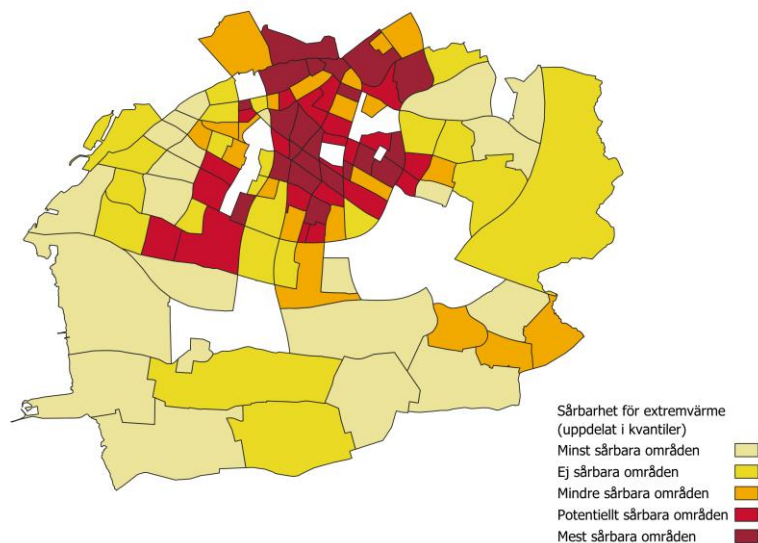 Sårbarhet för extremvärme
(uppdelat i kvantiler)
Minst sårbara områden
Ej sårbara områden
Mindre sårbara områden
Potentiellt sårbara områden
Mest sårbara områden